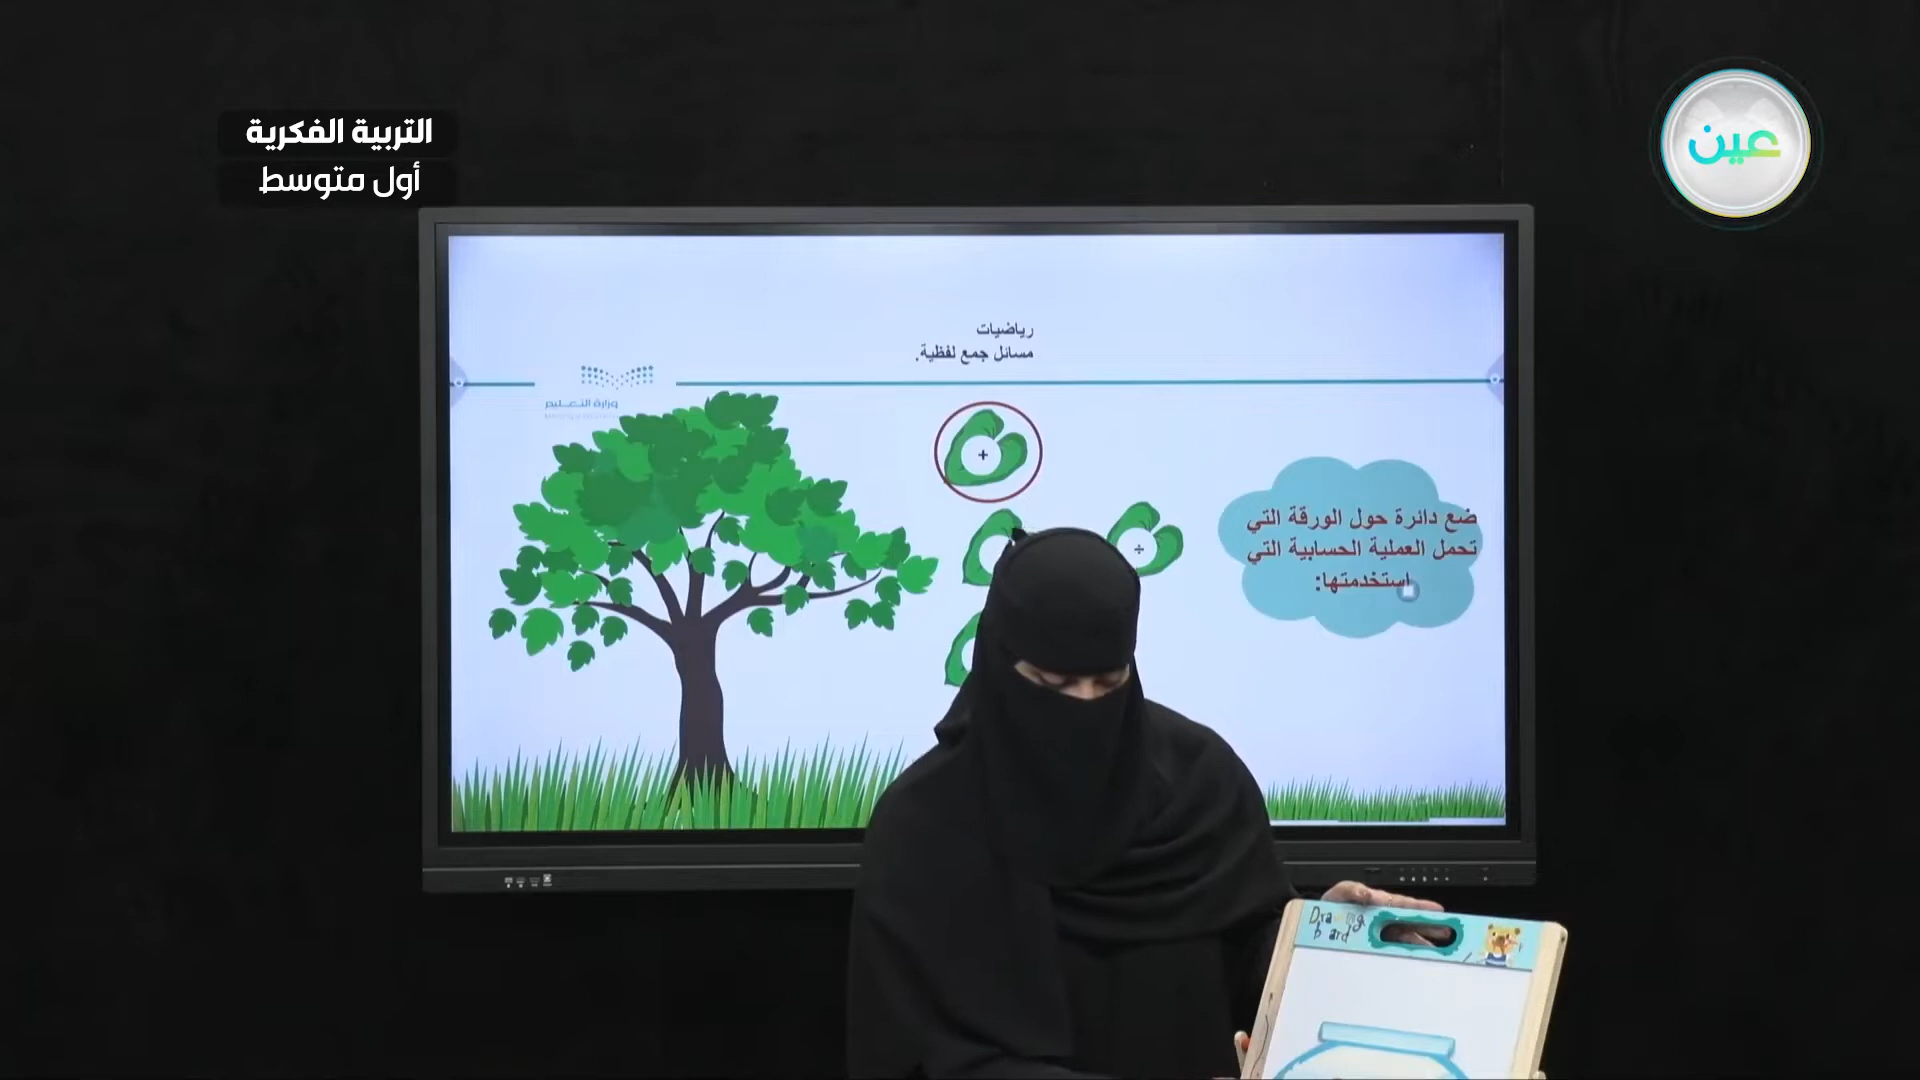 التربية الفكرية
أول متوسط
عين
رياضيات
مسائل جمع لفظية.
وزارة التعليم
+
÷
ضع دائرة حول الورقة التي
تحمل العملية الحسابية التي
استخدمتها:
Drawing